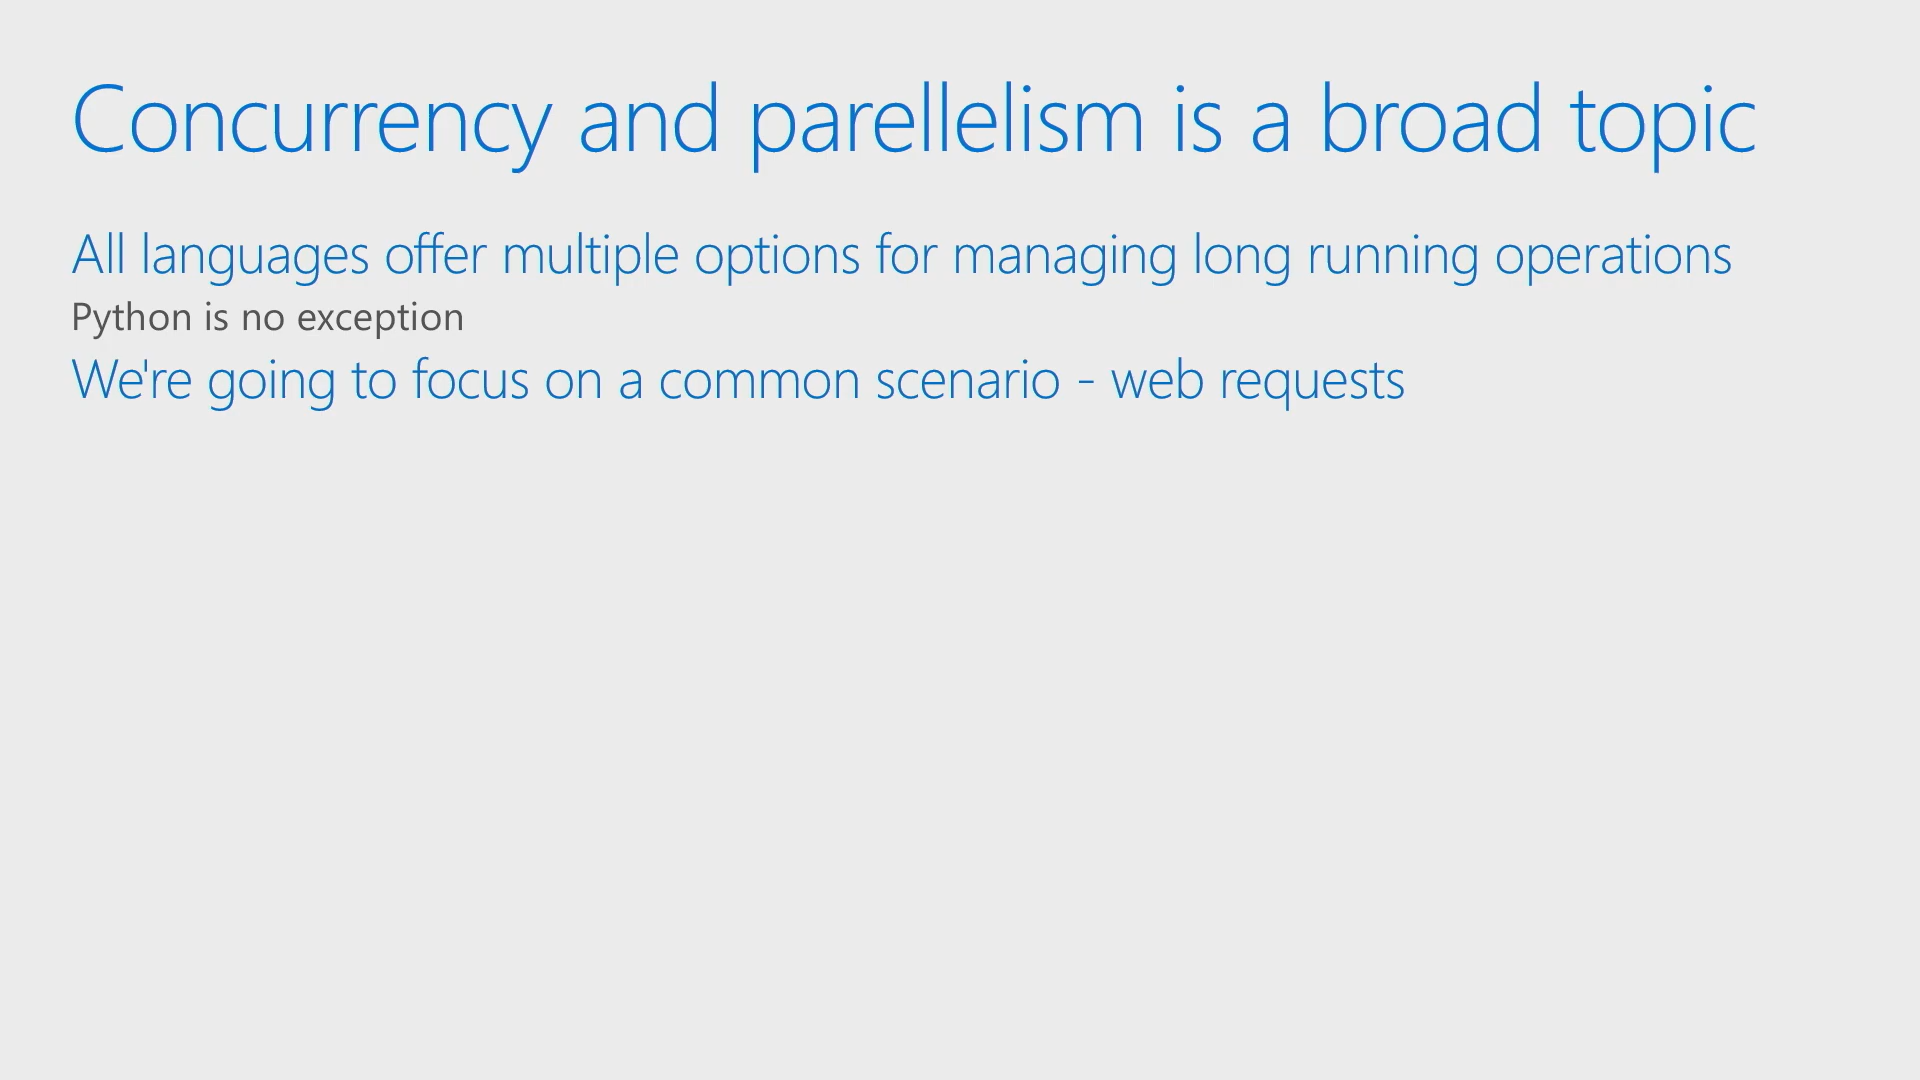 Concurrency and parellelism is a broad topic
All languages offer multiple options for managing long running operations
Python is no exception
We're going to focus on a common scenario - web requests